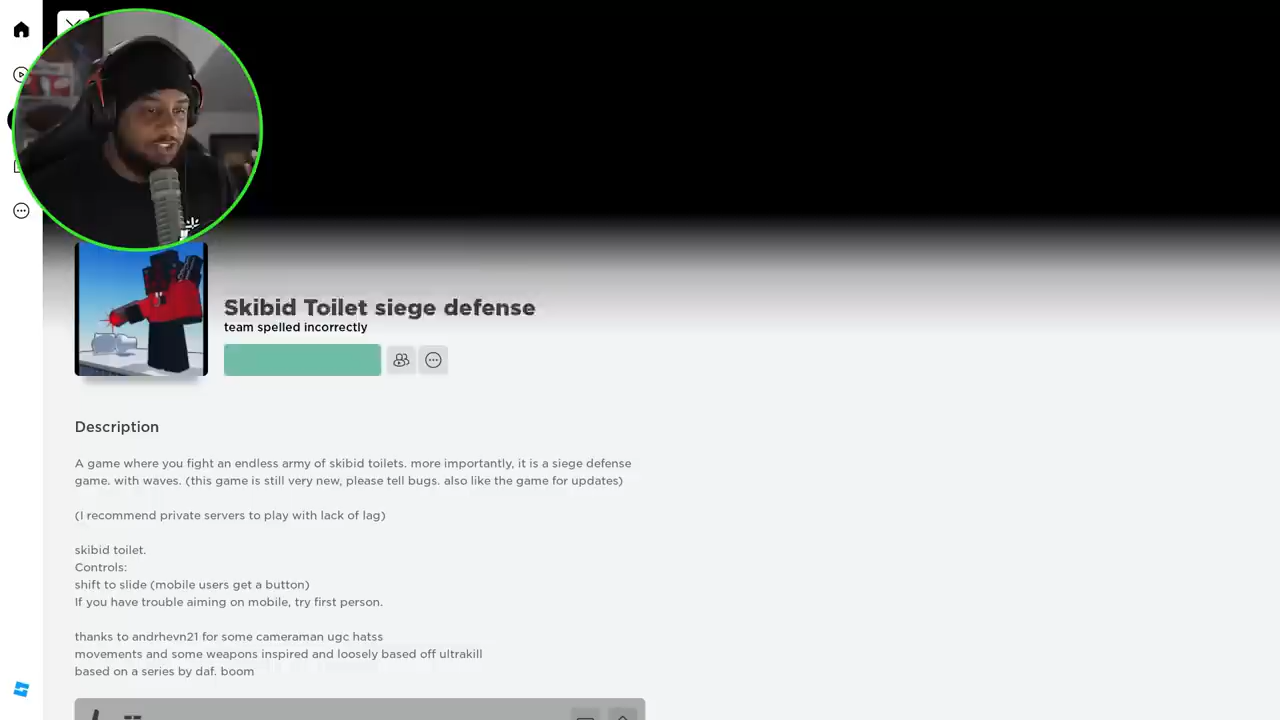 Skibid Toilet siege defense
team spelled incorrectly
Description
A game where you fight an endless army of skibid toilets. more importantly, it is a siege defense
game. with waves. (this game is still very new, please tell bugs. also like the game for updates)
(I recommend private servers to play with lack of lag)
skibid toilet.
Controls:
shift to slide (mobile users get a button)
If you have trouble aiming on mobile, try first person.
thanks to andrhevn21 for some cameraman ugc hatss
movements and some weapons inspired and loosely based off ultrakill
based on a series by daf. boom